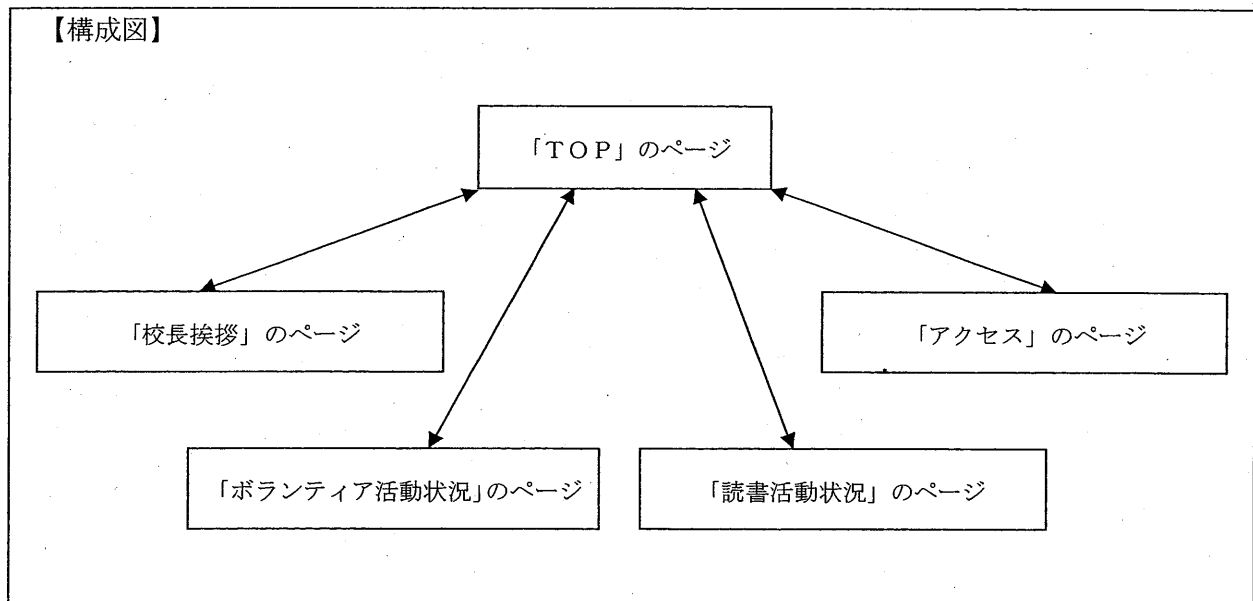 【構成図】
「ＴＯＰ」のページ
「校長挨拶」のページ
「アクセス」のページ
「ボランティア活動状況」のページ
「読書活動状況」のページ